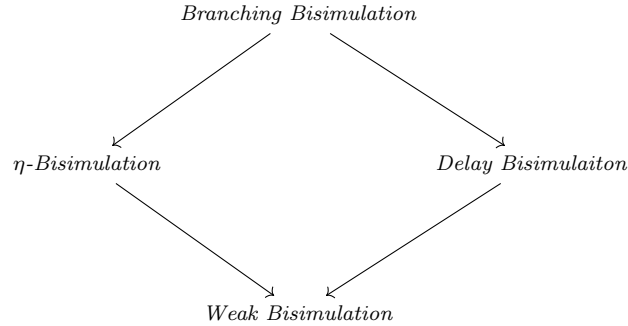 Branching Bisimulation
η-Bisimulation
Delay Bisimulaiton
Weak Bisimulation